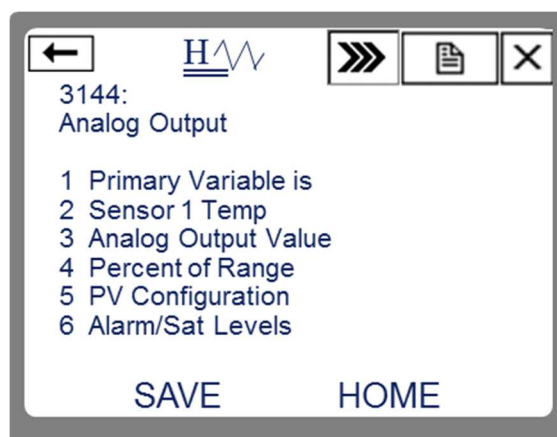 H
3144:
Analog Output
1 Primary Variable is
2 Sensor 1 Temp
3 Analog Output Value
4 Percent of Range
5 PV Configuration
6 Alarm/Sat Levels
SAVE HOME